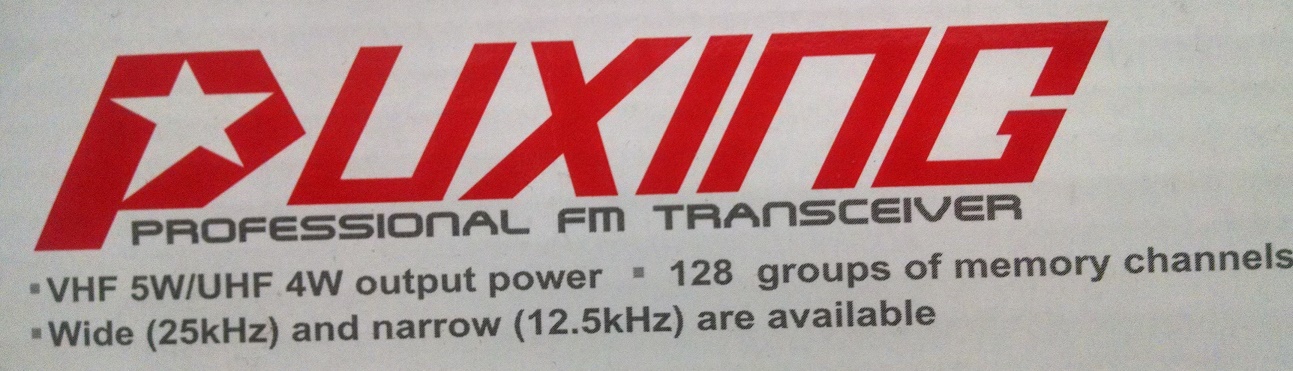 PUXING
PROFESSIONAL FM TRANSCEIVER
▪VHF 5W/UHF 4W output power ▪ 128 groups of memory channels
▪Wide (25kHz) and narrow (12.5kHz) are available